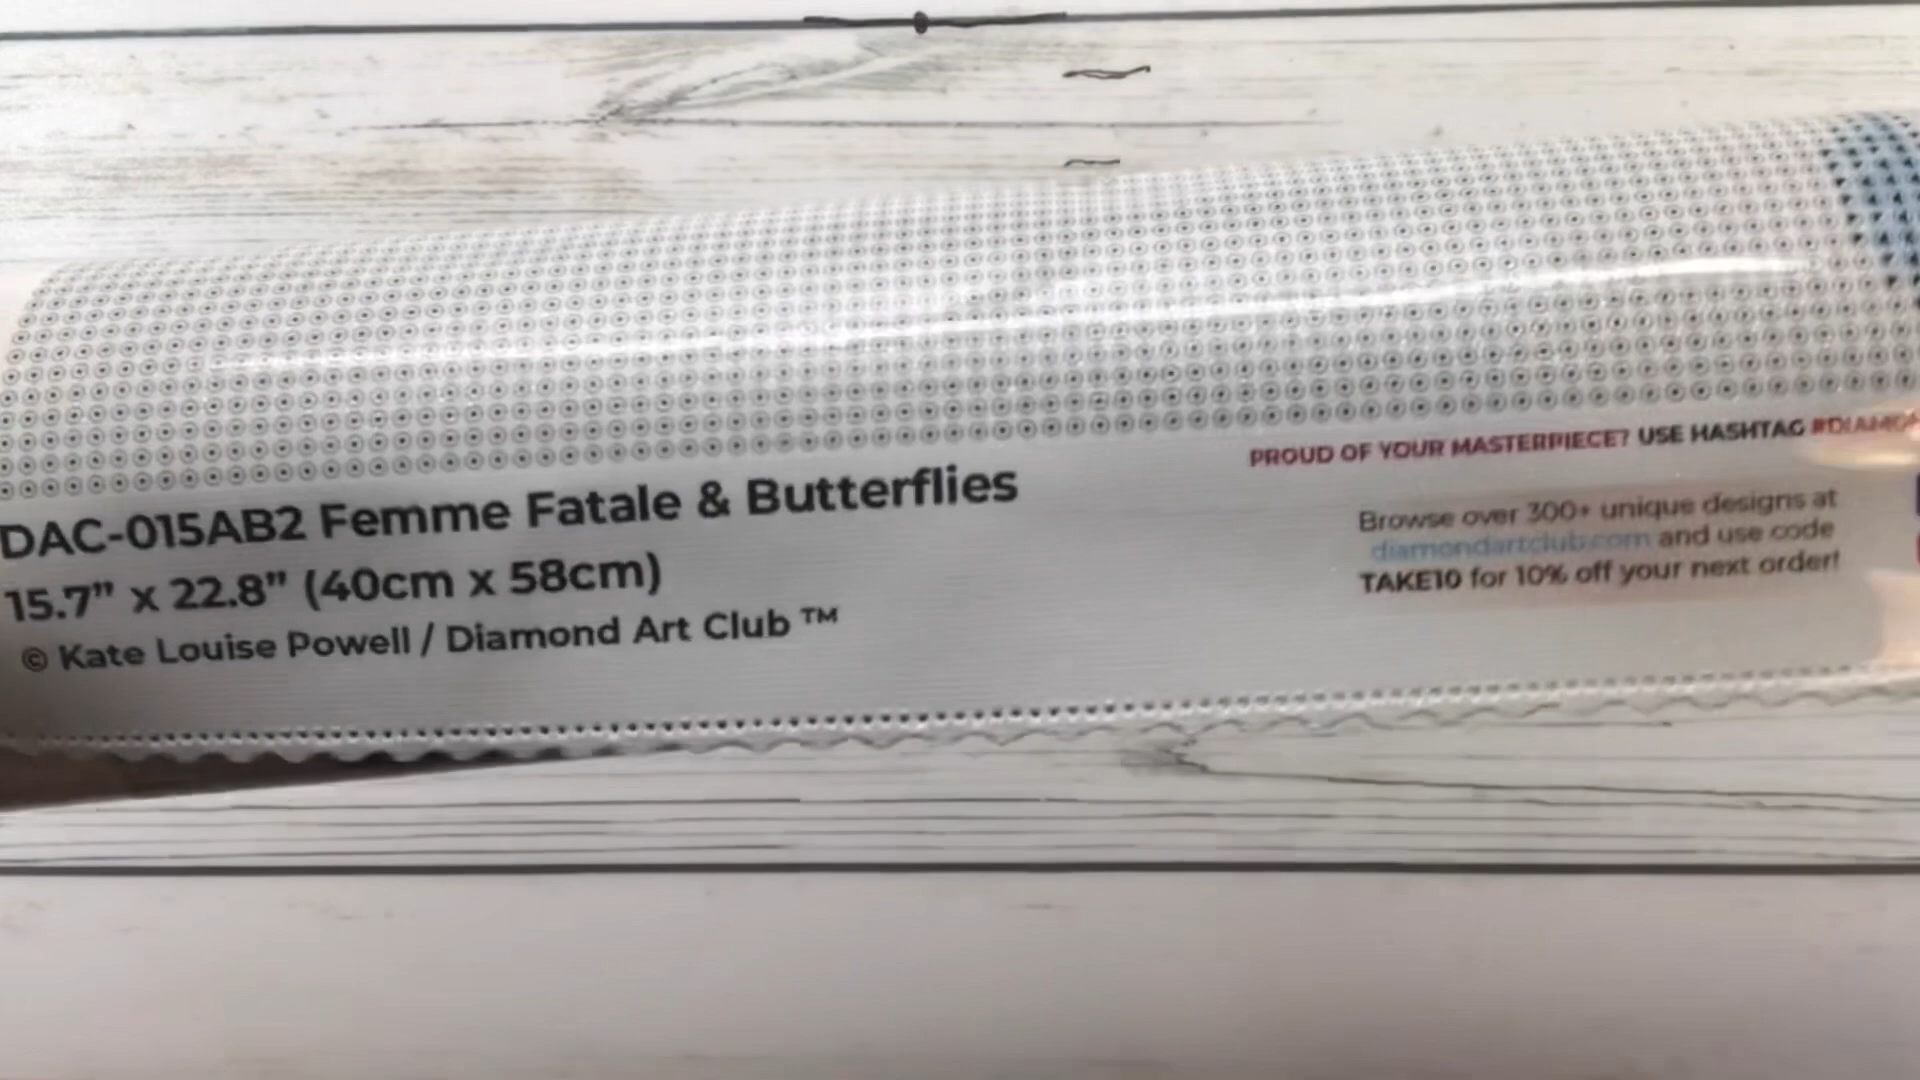 DAC-015AB2 Femme Fatale & Butterflies
15.7” x 22.8” (40cm x 58cm)
© Kate Louise Powell / Diamond Art Club ™
PROUD OF YOUR MASTERPIECE? USE HASHTAG
Browse over 300+ unique designs at
diamondartclub.com and use code
TAKE10 for 10% off your next order!